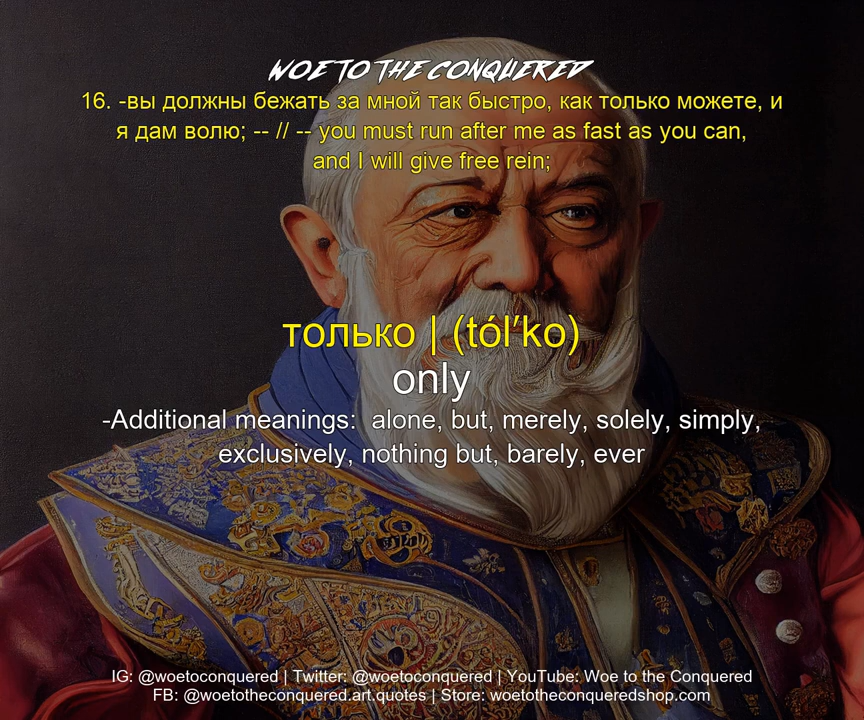 WOE TO THE CONQUERED
16. -вы должны бежать за мной так быстро, как только можете, и
я дам волю; -- // -- you must run after me as fast as you can,
and I will give free rein;
только | (tól′ko)
only
-Additional meanings:  alone, but, merely, solely, simply,
exclusively, nothing but, barely, ever
IG: @woetoconquered | Twitter: @woetoconquered | YouTube: Woe to the Conquered
FB: @woetotheconquered.art.quotes | Store: woetotheconqueredshop.com